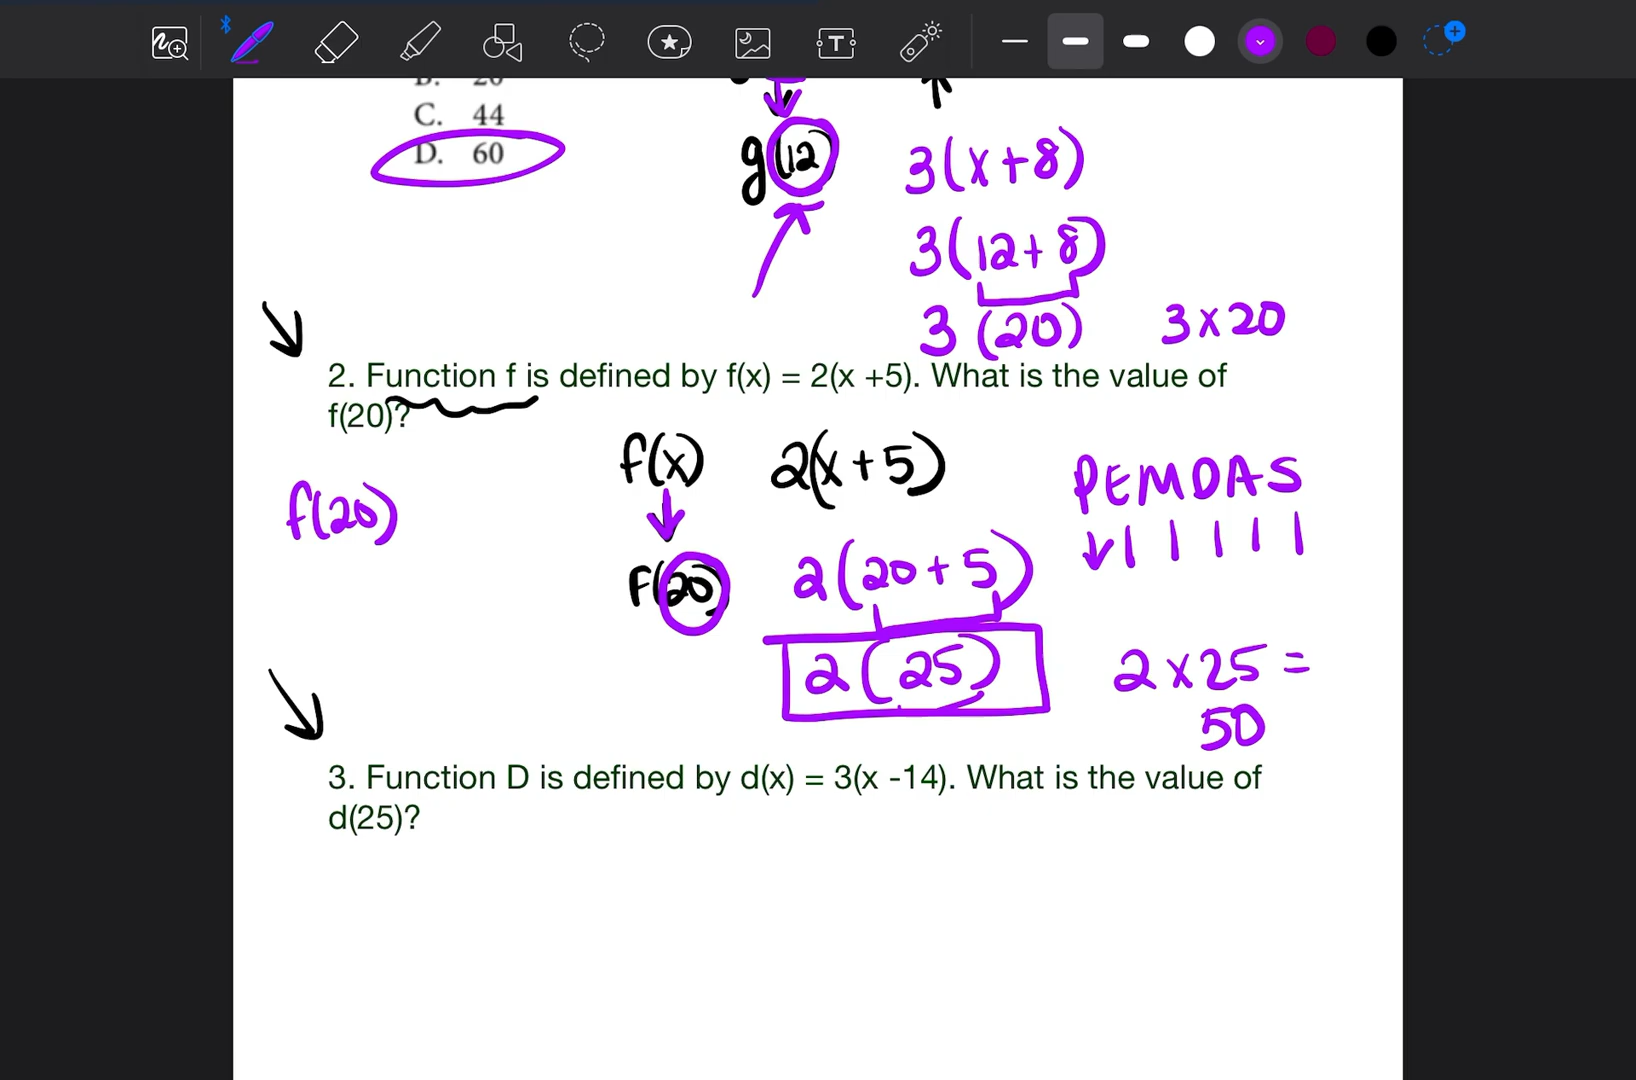 B. 20
C. 44
D. 60
g(12)
3(x+8)
3(12+8)
3(20) 3x20
2. Function f is defined by f(x) = 2(x +5). What is the value of
f(20)?
f(x) 2(x+5)
PEMDAS
f(20)
f(20) 2(20+5)
2(25) 2x25=
50
3. Function D is defined by d(x) = 3(x -14). What is the value of
d(25)?
T